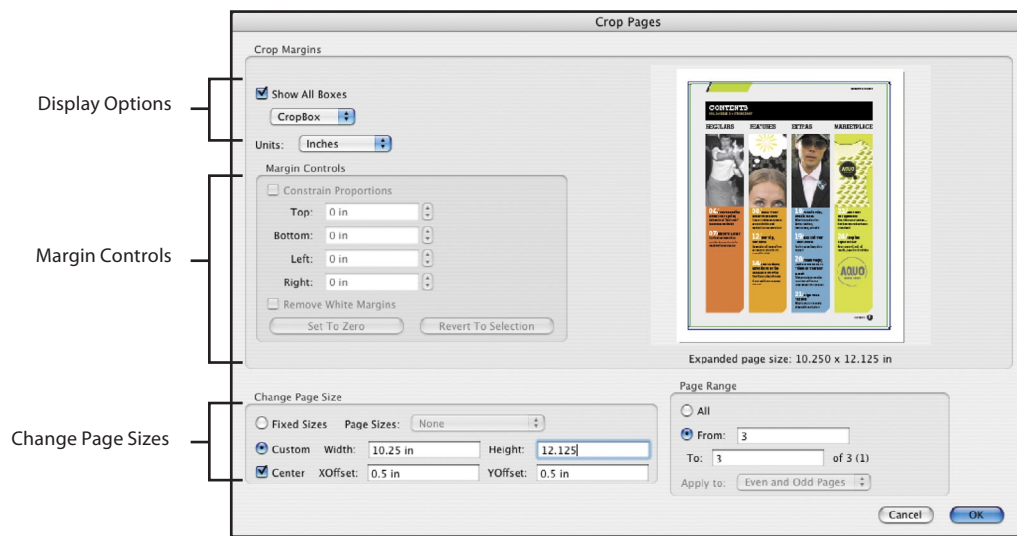 Crop Pages
Crop Margins
Display Options
Show All Boxes
CropBox
Units: Inches
Margin Controls
Margin Controls
Constrain Proportions
Top: 0 in
Bottom: 0 in
Left: 0 in
Right: 0 in
Remove White Margins
Set To Zero Revert To Selection
CONTENTS
REGULARS FEATURES EXTRAS MARKETPLACE
AQUO
AQUO
Expanded page size: 10.250 x 12.125 in
Change Page Sizes
Change Page Size
Fixed Sizes Page Sizes: None
Custom Width: 10.25 in Height: 12.125
Center XOffset: 0.5 in YOffset: 0.5 in
Page Range
All
From: 3
To: 3 of 3 (1)
Apply to: Even and Odd Pages
Cancel OK